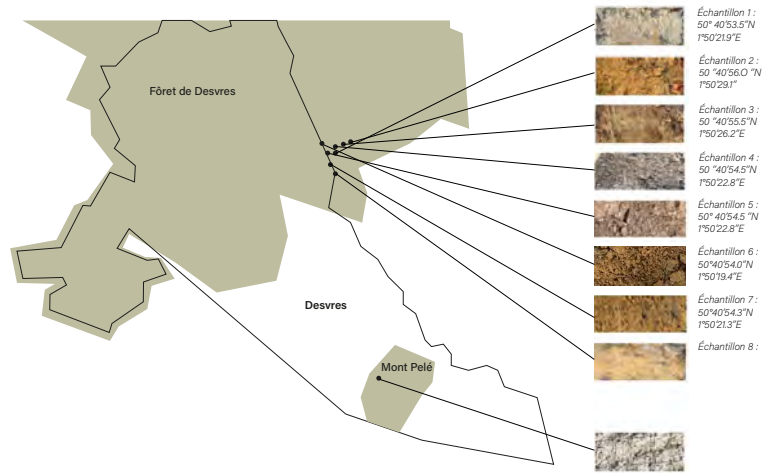 Fôret de Desvres
Desvres
Mont Pelé
Échantillon 1 :
50° 40'53.5"N
1°50'21.9"E
Échantillon 2 :
50 "40'56.O "N
1°50'29.1"
Échantillon 3 :
50 "40'55.5"N
1°50'26.2"E
Échantillon 4 :
50 "40'54.5"N
1°50'22.8"E
Échantillon 5 :
50° 40'54.5 "N
1°50'22.8"E
Échantillon 6 :
50°40'54.0"N
1°50'19.4"E
Échantillon 7 :
50°40'54.3"N
1°50'21.3"E
Échantillon 8 :